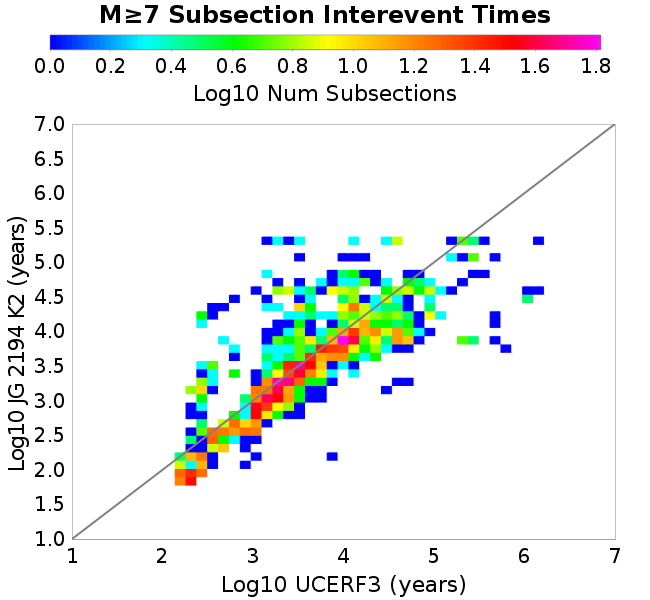 M≥7 Subsection Interevent Times
0.0 0.2 0.4 0.6 0.8 1.0 1.2 1.4 1.6 1.8
Log10 Num Subsections
Log10 JG 2194 K2 (years)
7.0
6.5
6.0
5.5
5.0
4.5
4.0
3.5
3.0
2.5
2.0
1.5
1.0
1 2 3 4 5 6 7
Log10 UCERF3 (years)